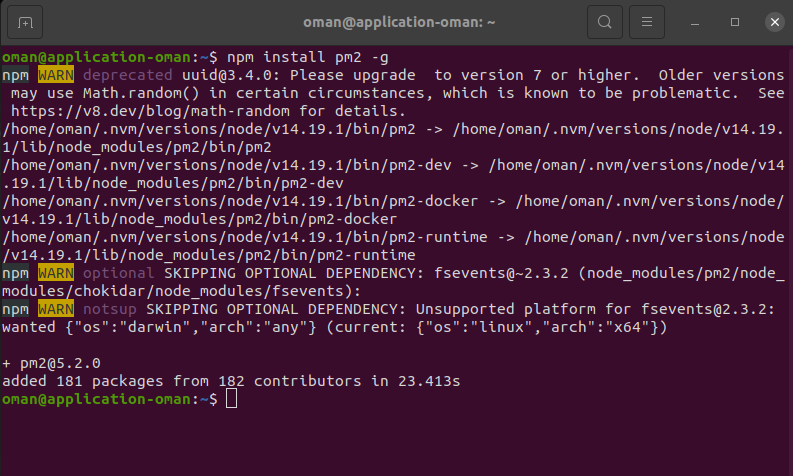 oman@application-oman: ~
oman@application-oman:~$ npm install pm2 -g
npm WARN deprecated uuid@3.4.0: Please upgrade  to version 7 or higher.  Older versions
 may use Math.random() in certain circumstances, which is known to be problematic.  See
 https://v8.dev/blog/math-random for details.
/home/oman/.nvm/versions/node/v14.19.1/bin/pm2 -> /home/oman/.nvm/versions/node/v14.19.
1/lib/node_modules/pm2/bin/pm2
/home/oman/.nvm/versions/node/v14.19.1/bin/pm2-dev -> /home/oman/.nvm/versions/node/v14
.19.1/lib/node_modules/pm2/bin/pm2-dev
/home/oman/.nvm/versions/node/v14.19.1/bin/pm2-docker -> /home/oman/.nvm/versions/node/
v14.19.1/lib/node_modules/pm2/bin/pm2-docker
/home/oman/.nvm/versions/node/v14.19.1/bin/pm2-runtime -> /home/oman/.nvm/versions/node
/v14.19.1/lib/node_modules/pm2/bin/pm2-runtime
npm WARN optional SKIPPING OPTIONAL DEPENDENCY: fsevents@~2.3.2 (node_modules/pm2/node_
modules/chokidar/node_modules/fsevents):
npm WARN notsup SKIPPING OPTIONAL DEPENDENCY: Unsupported platform for fsevents@2.3.2:
wanted {"os":"darwin","arch":"any"} (current: {"os":"linux","arch":"x64"})
+ pm2@5.2.0
added 181 packages from 182 contributors in 23.413s
oman@application-oman:~$